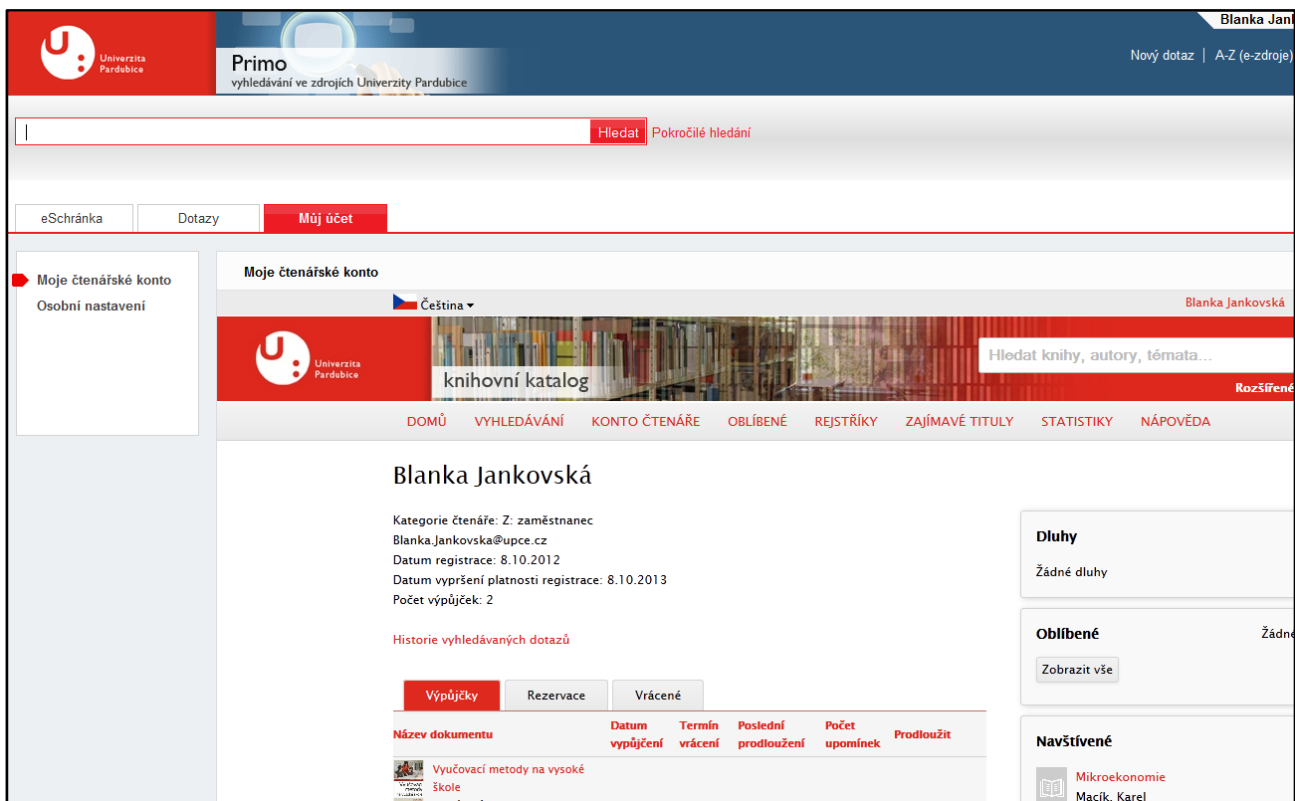 Blanka Jan
Univerzita
Pardubice
Primo
vyhledávání ve zdrojích Univerzity Pardubice
Nový dotaz | A-Z (e-zdroje)
Hledat Pokročilé hledání
eSchránka Dotazy Můj účet
Moje čtenářské konto
Osobní nastavení
Moje čtenářské konto
Čeština
Blanka Jankovská
Univerzita
Pardubice
knihovní katalog
Hledat knihy, autory, témata...
Rozšířené
DOMŮ VYHLEDÁVÁNÍ KONTO ČTENÁŘE OBLÍBENÉ REJSTŘÍKY ZAJÍMAVÉ TITULY STATISTIKY NÁPOVĚDA
Blanka Jankovská
Kategorie čtenáře: Z: zaměstnanec
Blanka.Jankovska@upce.cz
Datum registrace: 8.10.2012
Datum vypršení platnosti registrace: 8.10.2013
Počet výpůjček: 2
Historie vyhledávaných dotazů
Výpůjčky Rezervace Vrácené
Název dokumentu Datum vypůjčení Termín vrácení Poslední prodloužení Počet upomínek Prodloužit
Vyučovací metody na vysoké
škole
Dluhy
Žádné dluhy
Oblíbené Žádné
Zobrazit vše
Navštívené
Mikroekonomie
Macík, Karel